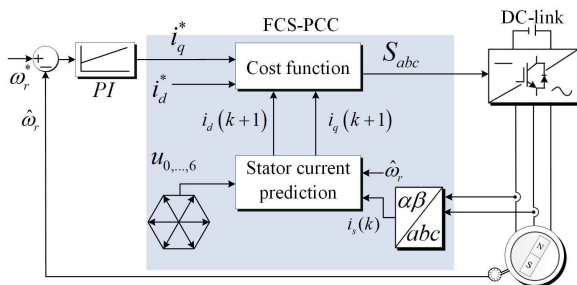 FCS-PCC
DC-link
ω_r^*
PI
i_q^*
i_d^*
Cost function
S_abc
ω̂_r
i_d(k+1)
i_q(k+1)
u_0,...,6
Stator current
prediction
ω̂_r
i_s(k)
αβ
abc
N
S